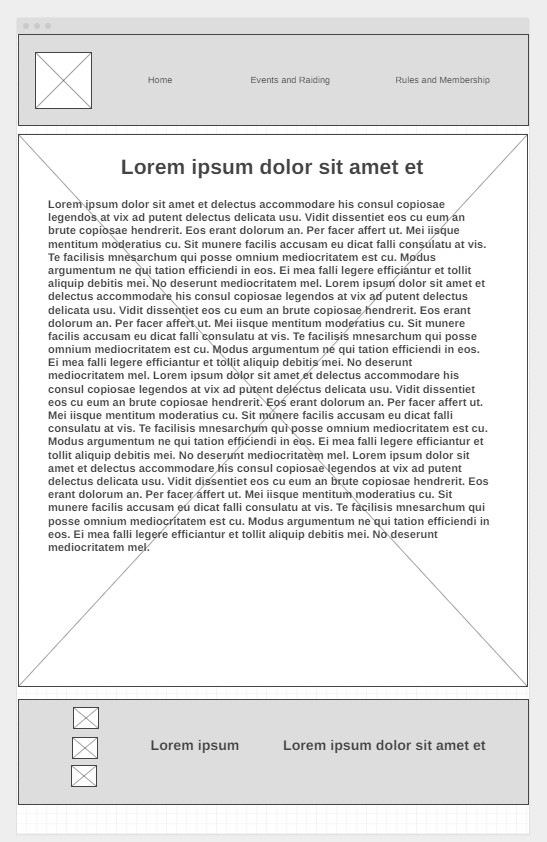 Home Events and Raiding Rules and Membership
Lorem ipsum dolor sit amet et
Lorem ipsum dolor sit amet et delectus accommodare his consul copiosae
legendos at vix ad putent delectus delicata usu. Vidit dissentiet eos cu eum an
brute copiosae hendrerit. Eos erant dolorum an. Per facer affert ut. Mei iisque
mentitum moderatius cu. Sit munere facilis accusam eu dicat falli consulatu at vis.
Te facilisis mnesarchum qui posse omnium mediocritatem est cu. Modus
argumentum ne qui tation efficiendi in eos. Ei mea falli legere efficiantur et tollit
aliquip debitis mei. No deserunt mediocritatem mel. Lorem ipsum dolor sit amet et
delectus accommodare his consul copiosae legendos at vix ad putent delectus
delicata usu. Vidit dissentiet eos cu eum an brute copiosae hendrerit. Eos erant
dolorum an. Per facer affert ut. Mei iisque mentitum moderatius cu. Sit munere
facilis accusam eu dicat falli consulatu at vis. Te facilisis mnesarchum qui posse
omnium mediocritatem est cu. Modus argumentum ne qui tation efficiendi in eos.
Ei mea falli legere efficiantur et tollit aliquip debitis mei. No deserunt
mediocritatem mel. Lorem ipsum dolor sit amet et delectus accommodare his
consul copiosae legendos at vix ad putent delectus delicata usu. Vidit dissentiet
eos cu eum an brute copiosae hendrerit. Eos erant dolorum an. Per facer affert ut.
Mei iisque mentitum moderatius cu. Sit munere facilis accusam eu dicat falli
consulatu at vis. Te facilisis mnesarchum qui posse omnium mediocritatem est cu.
Modus argumentum ne qui tation efficiendi in eos. Ei mea falli legere efficiantur et
tollit aliquip debitis mei. No deserunt mediocritatem mel. Lorem ipsum dolor sit
amet et delectus accommodare his consul copiosae legendos at vix ad putent
delectus delicata usu. Vidit dissentiet eos cu eum an brute copiosae hendrerit. Eos
erant dolorum an. Per facer affert ut. Mei iisque mentitum moderatius cu. Sit
munere facilis accusam eu dicat falli consulatu at vis. Te facilisis mnesarchum qui
posse omnium mediocritatem est cu. Modus argumentum ne qui tation efficiendi in
eos. Ei mea falli legere efficiantur et tollit aliquip debitis mei. No deserunt
mediocritatem mel.
Lorem ipsum Lorem ipsum dolor sit amet et